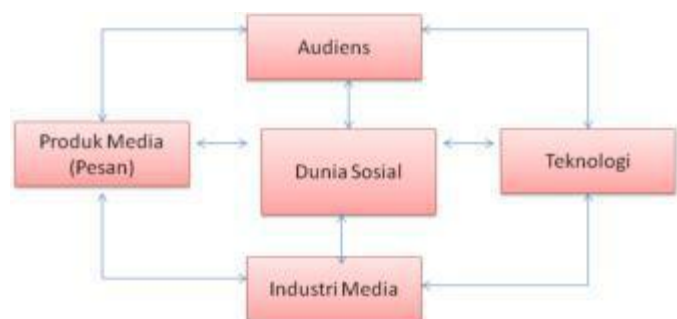 Audiens
Produk Media
(Pesan)
Dunia Sosial
Teknologi
Industri Media